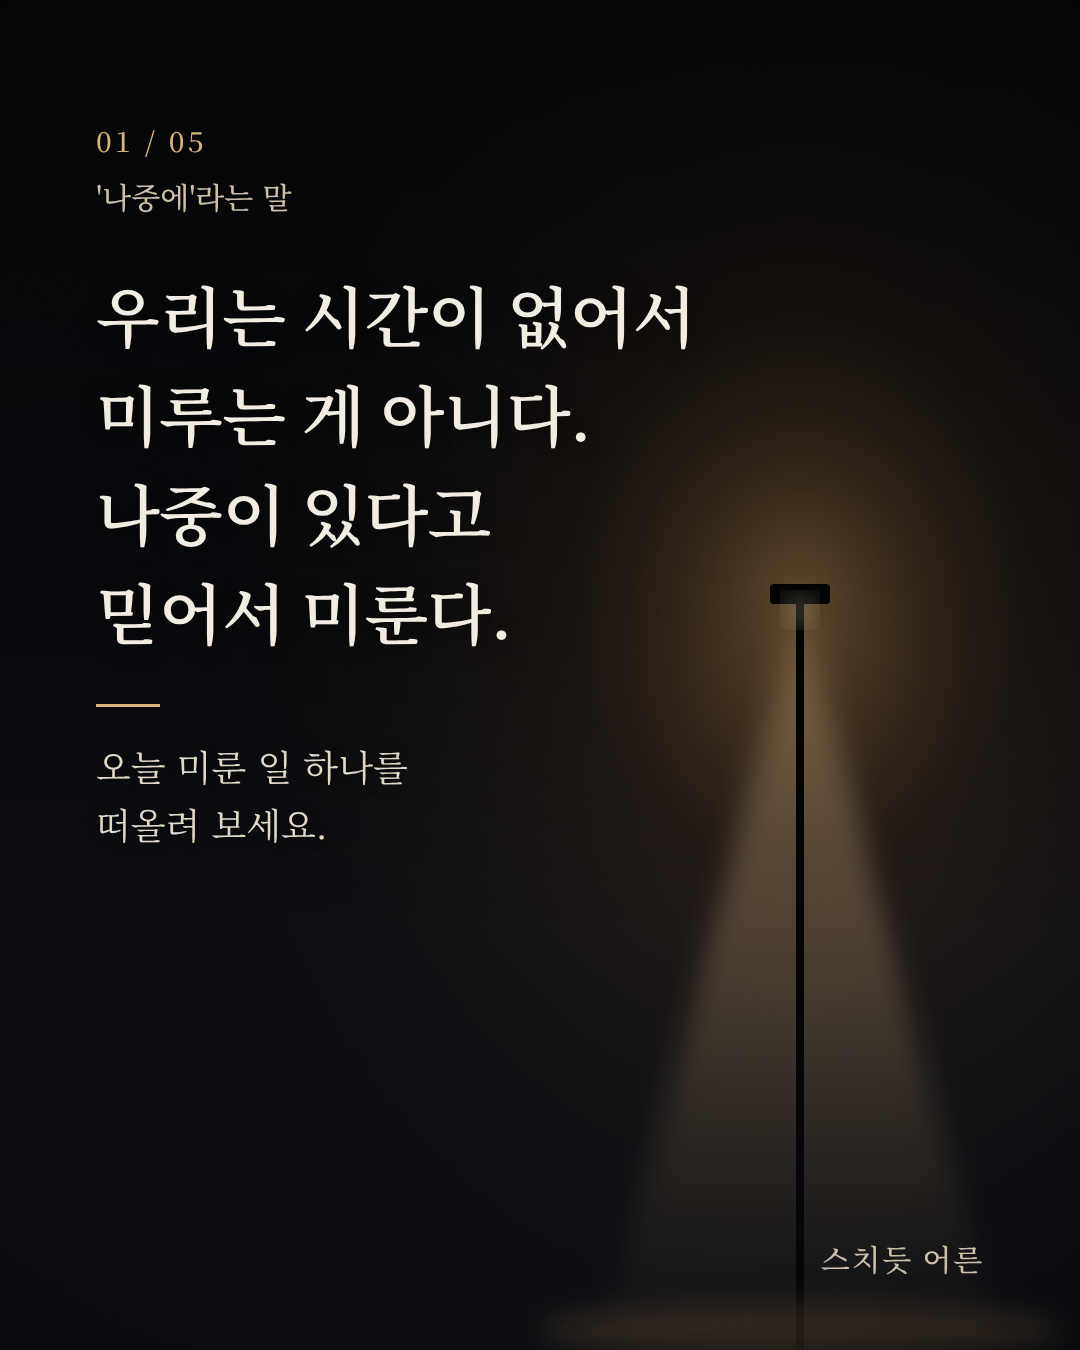 01 / 05
'나중에'라는 말
우리는 시간이 없어서
미루는 게 아니다.
나중이 있다고
믿어서 미룬다.
오늘 미룬 일 하나를
떠올려 보세요.
스치듯 어른